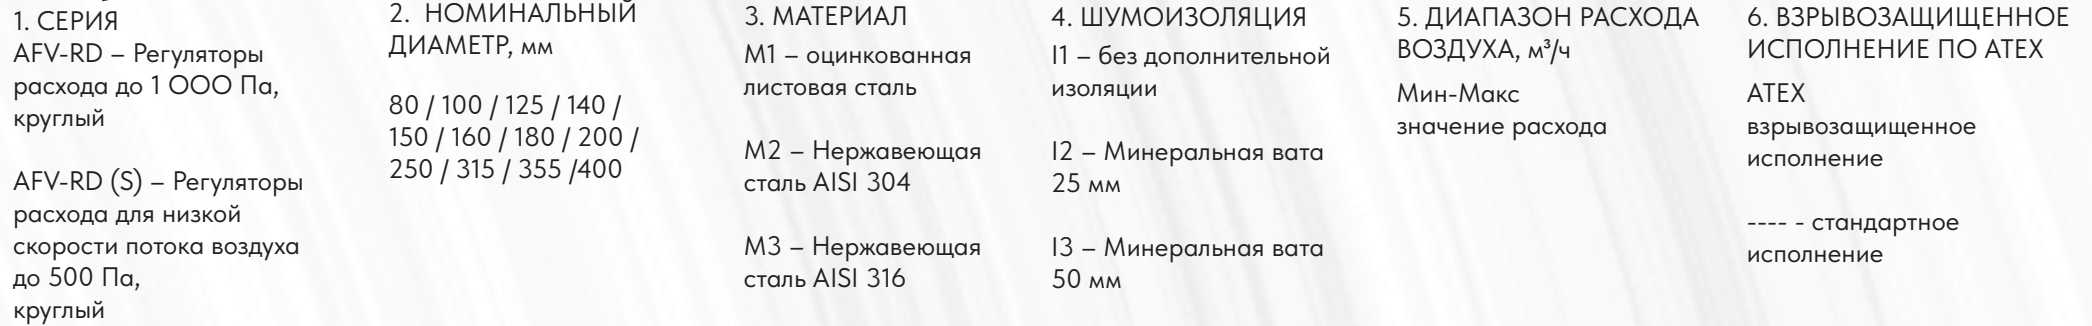 1. СЕРИЯ
AFV-RD – Регуляторы
расхода до 1 ООО Па,
круглый
AFV-RD (S) – Регуляторы
расхода для низкой
скорости потока воздуха
до 500 Па,
круглый
2. НОМИНАЛЬНЫЙ
ДИАМЕТР, мм
80 / 100 / 125 / 140 /
150 / 160 / 180 / 200 /
250 / 315 / 355 /400
3. МАТЕРИАЛ
М1 – оцинкованная
листовая сталь
М2 – Нержавеющая
сталь AISI 304
М3 – Нержавеющая
сталь AISI 316
4. ШУМОИЗОЛЯЦИЯ
I1 – без дополнительной
изоляции
I2 – Минеральная вата
25 мм
I3 – Минеральная вата
50 мм
5. ДИАПАЗОН РАСХОДА
ВОЗДУХА, м³/ч
Мин-Макс
значение расхода
6. ВЗРЫВОЗАЩИЩЕННОЕ
ИСПОЛНЕНИЕ ПО ATEX
ATEX
взрывозащищенное
исполнение
---- - стандартное
исполнение